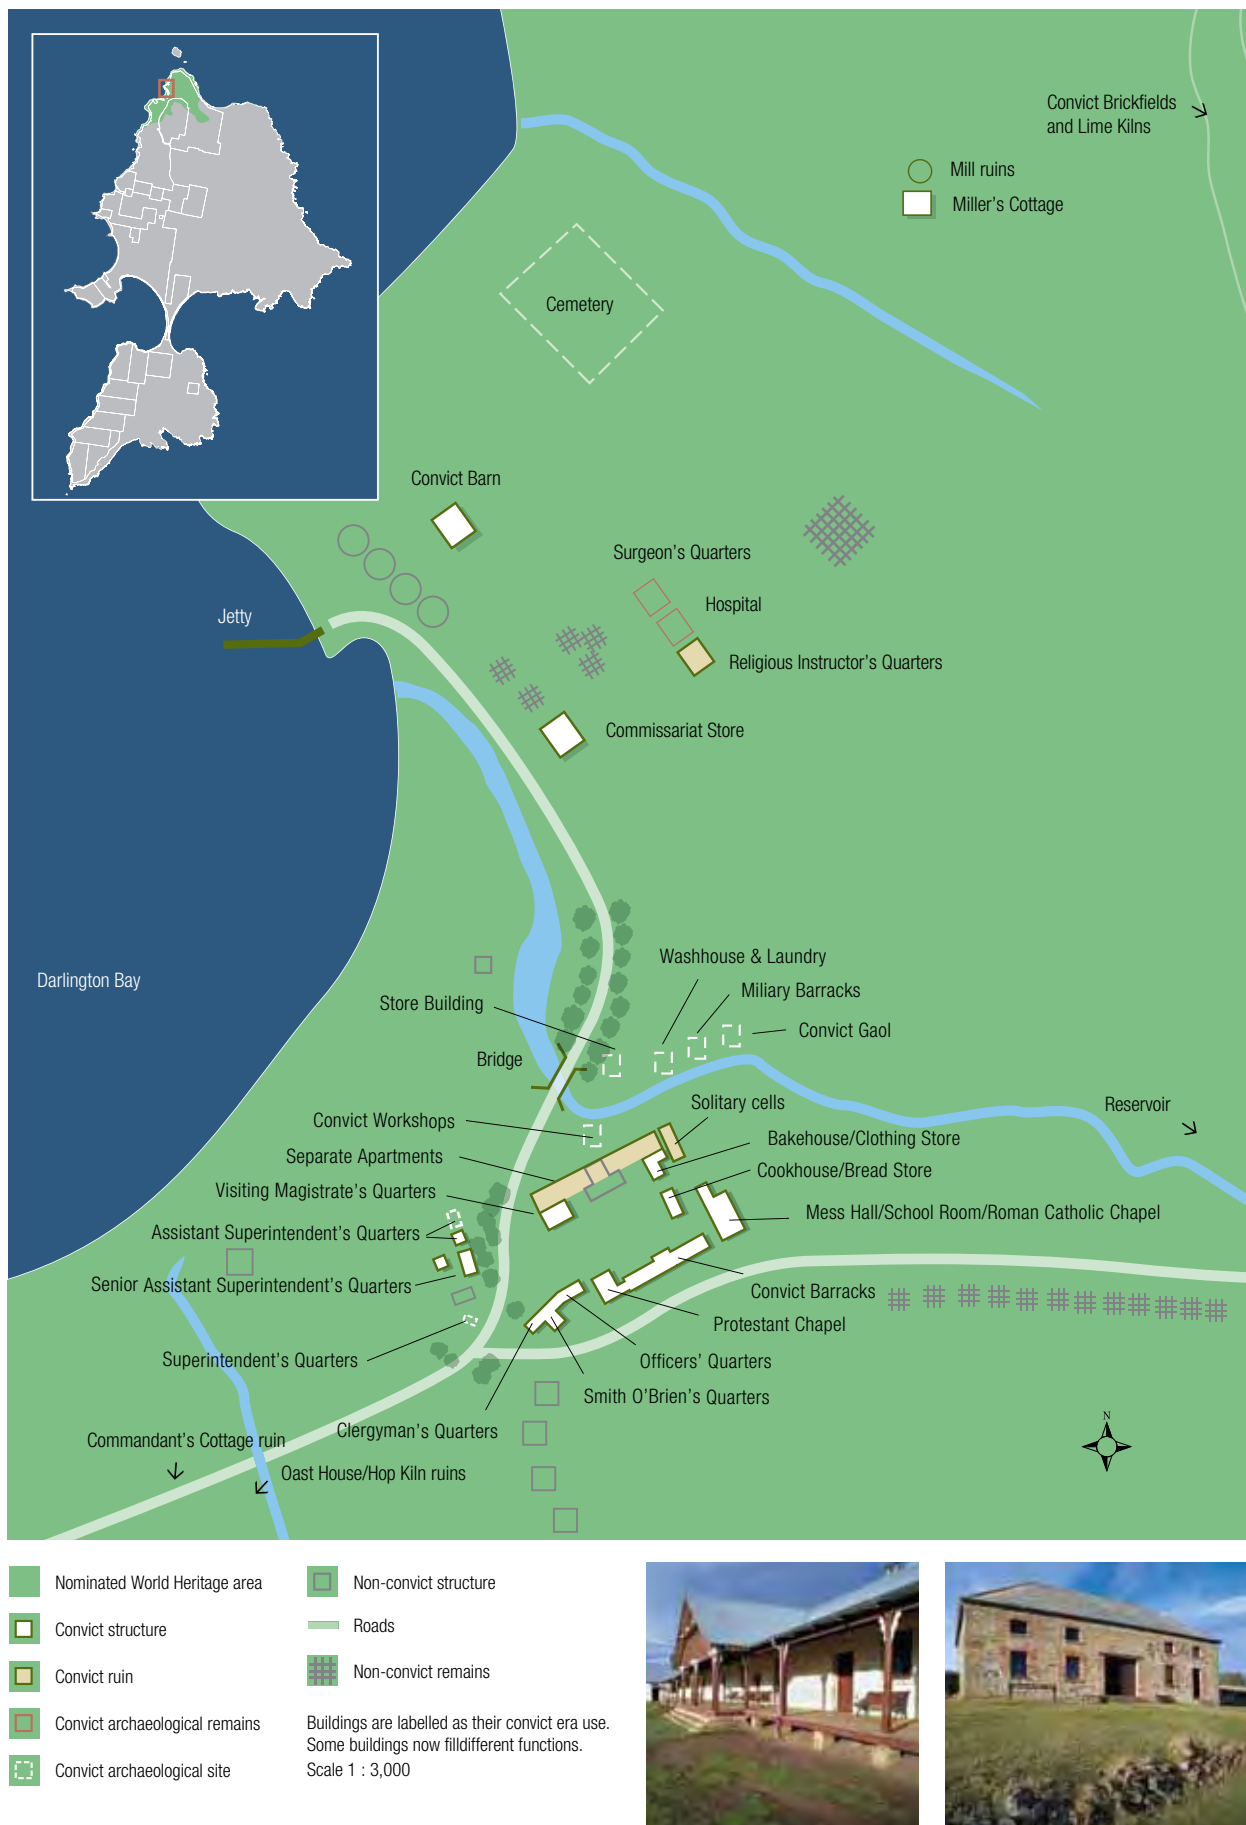 Convict Brickfields
and Lime Kilns
Mill ruins
Miller's Cottage
Cemetery
Convict Barn
Surgeon's Quarters
Hospital
Jetty
Religious Instructor's Quarters
Commissariat Store
Washhouse & Laundry
Darlington Bay
Miliary Barracks
Store Building
Convict Gaol
Bridge
Solitary cells
Reservoir
Convict Workshops
Bakehouse/Clothing Store
Separate Apartments
Cookhouse/Bread Store
Visiting Magistrate's Quarters
Mess Hall/School Room/Roman Catholic Chapel
Assistant Superintendent's Quarters
Senior Assistant Superintendent's Quarters
Convict Barracks
Protestant Chapel
Superintendent's Quarters
Officers' Quarters
Smith O'Brien's Quarters
Clergyman's Quarters
Commandant's Cottage ruin
N
Oast House/Hop Kiln ruins
Nominated World Heritage area
Convict structure
Convict ruin
Convict archaeological remains
Convict archaeological site
Non-convict structure
Roads
Non-convict remains
Buildings are labelled as their convict era use.
Some buildings now filldifferent functions.
Scale 1 : 3,000